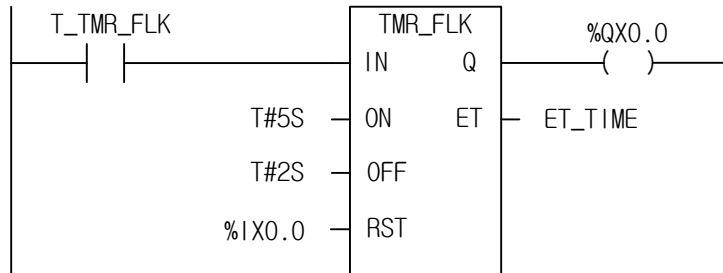 T_TMR_FLK TMR_FLK %QX0.0
IN Q
T#5S ON ET ET_TIME
T#2S OFF
%IX0.0 RST